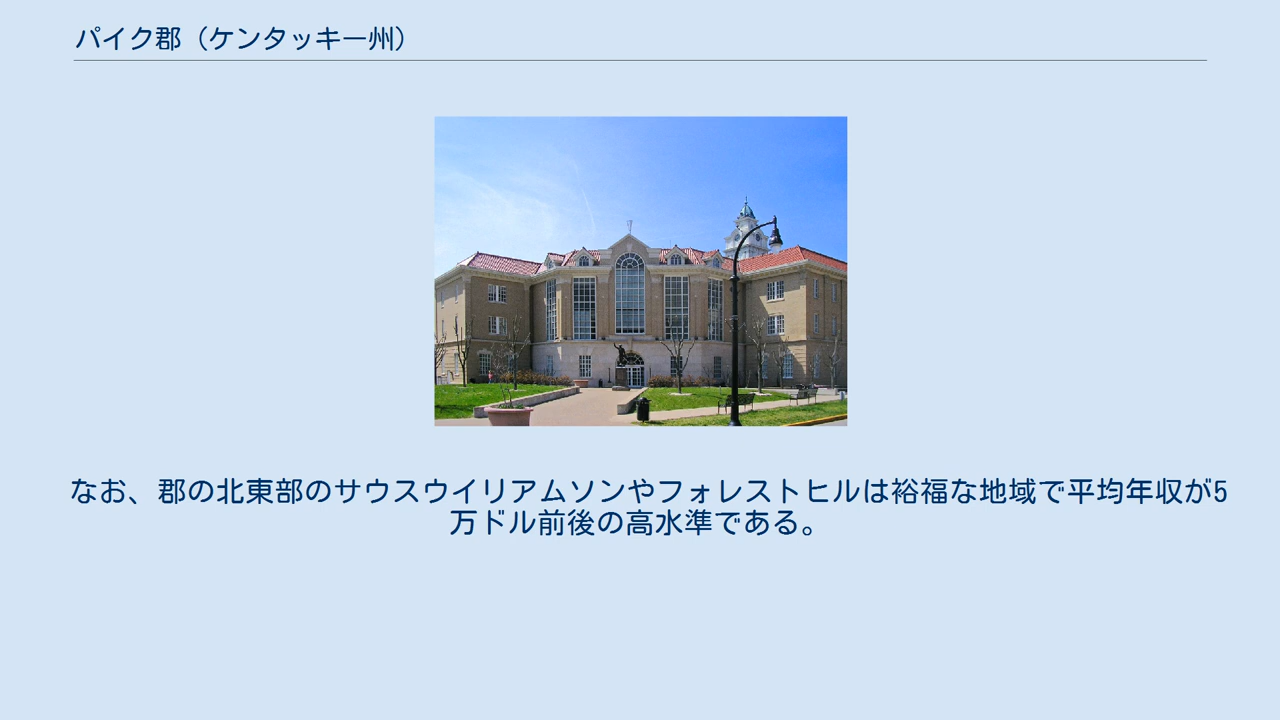 パイク郡（ケンタッキー州）
なお、郡の北東部のサウスウイリアムソンやフォレストヒルは裕福な地域で平均年収が5
万ドル前後の高水準である。